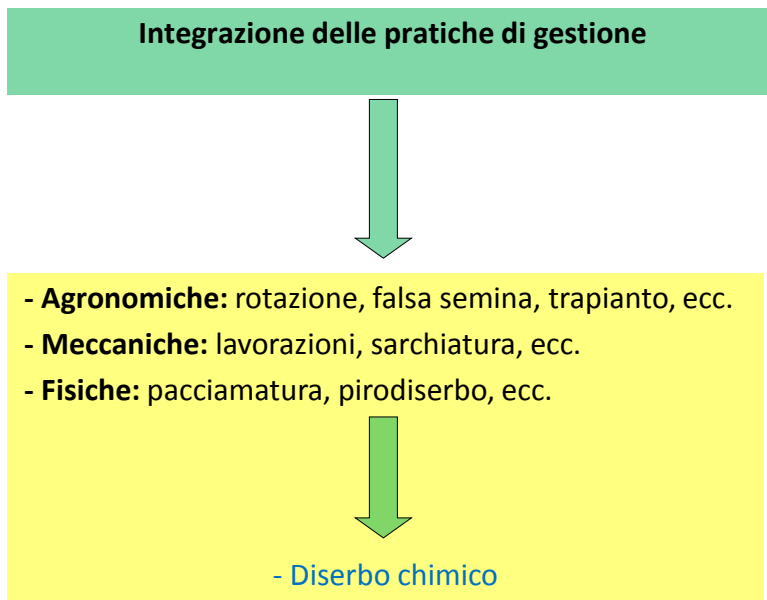 Integrazione delle pratiche di gestione
- Agronomiche: rotazione, falsa semina, trapianto, ecc.
- Meccaniche: lavorazioni, sarchiatura, ecc.
- Fisiche: pacciamatura, pirodiserbo, ecc.
- Diserbo chimico